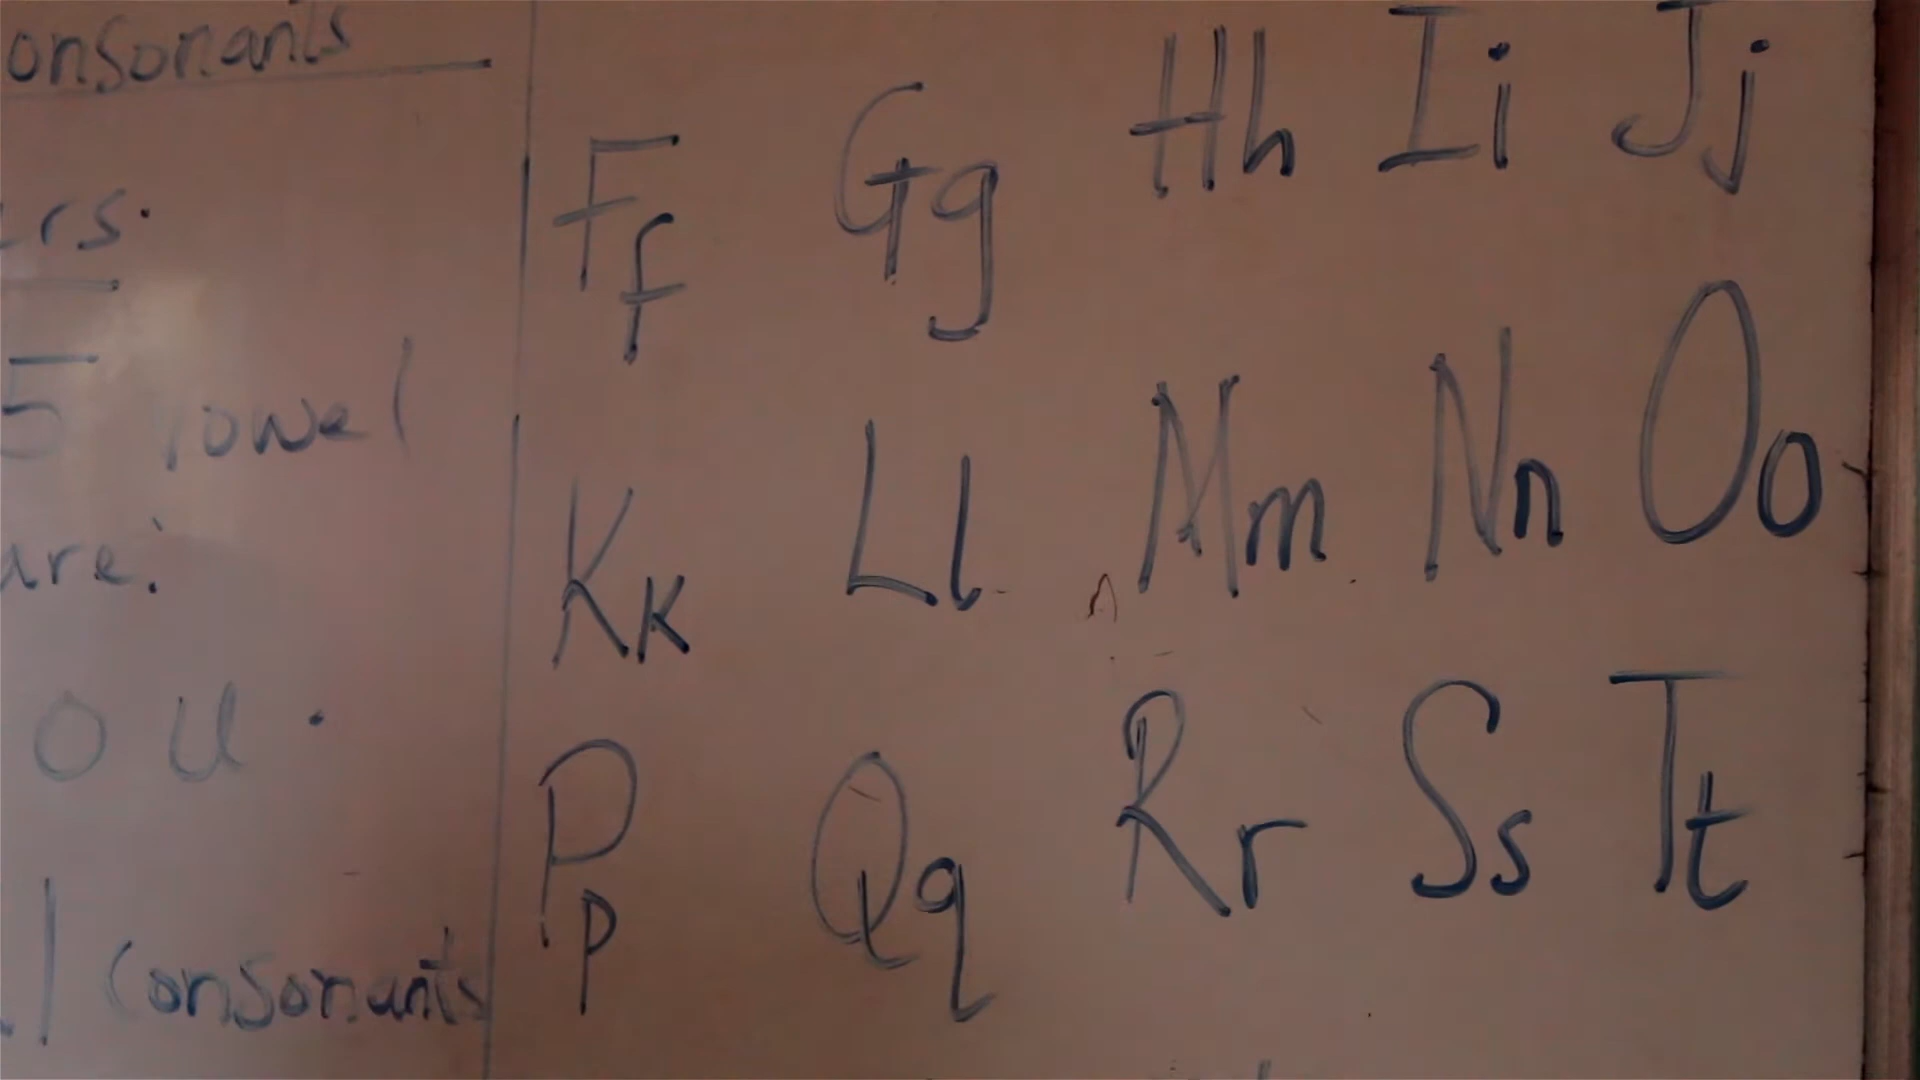 onsonants
rs.
5 vowel
are:
O U.
1 Consonants
Ff Gg Hh Ii Jj
Kk Ll Mm Nn Oo
Pp Qq Rr Ss Tt